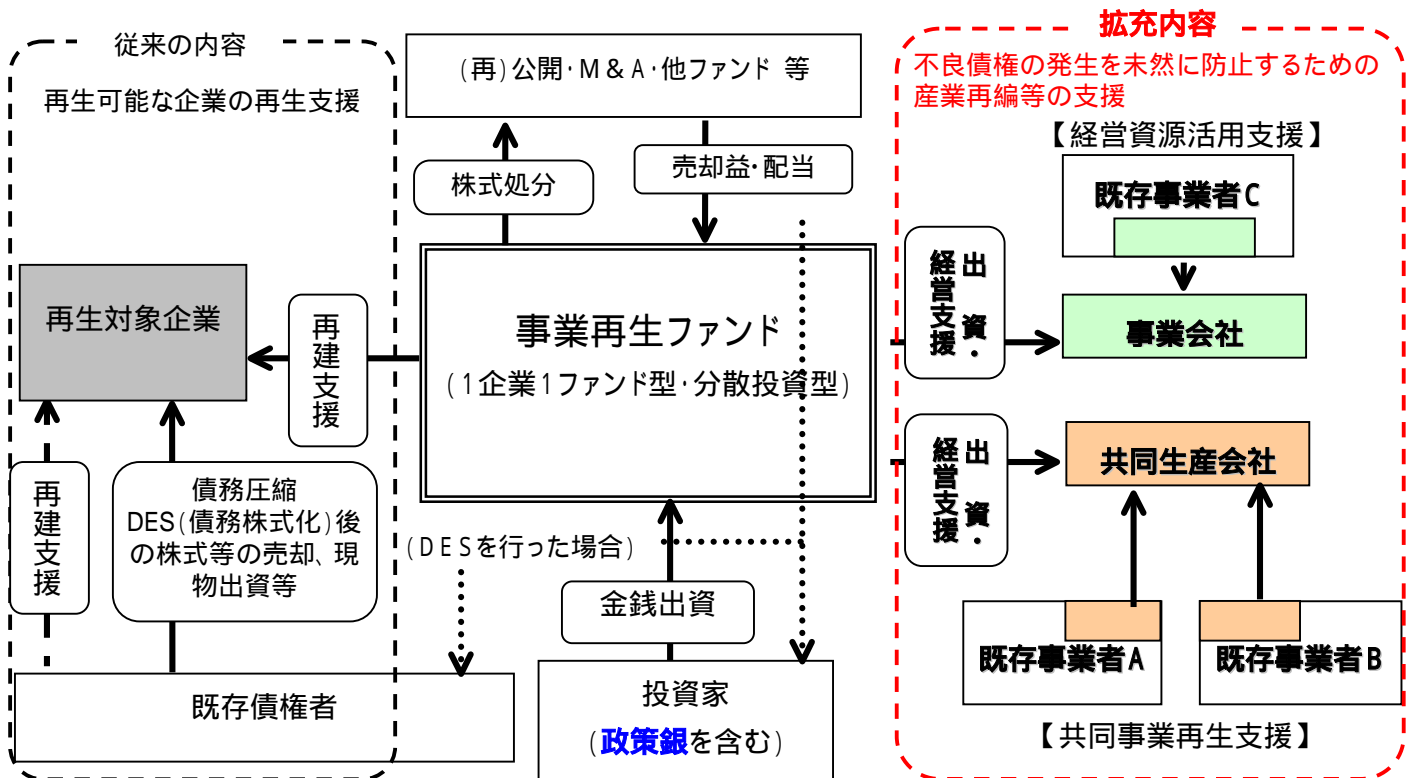 従来の内容
再生可能な企業の再生支援
(再)公開・M&A・他ファンド 等
株式処分
売却益・配当
拡充内容
不良債権の発生を未然に防止するための
産業再編等の支援
【経営資源活用支援】
既存事業者C
事業会社
出資・
経営支援
再生対象企業
再建支援
事業再生ファンド
(1企業1ファンド型・分散投資型)
出資・
経営支援
共同生産会社
再建支援
債務圧縮
DES(債務株式化)後
の株式等の売却、現
物出資等
(DESを行った場合)
金銭出資
既存事業者A
既存事業者B
【共同事業再生支援】
既存債権者
投資家
(政策銀を含む)